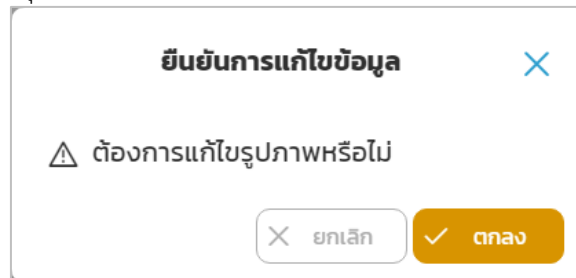 ยืนยันการแก้ไขข้อมูล
ต้องการแก้ไขรูปภาพหรือไม่
ยกเลิก ตกลง